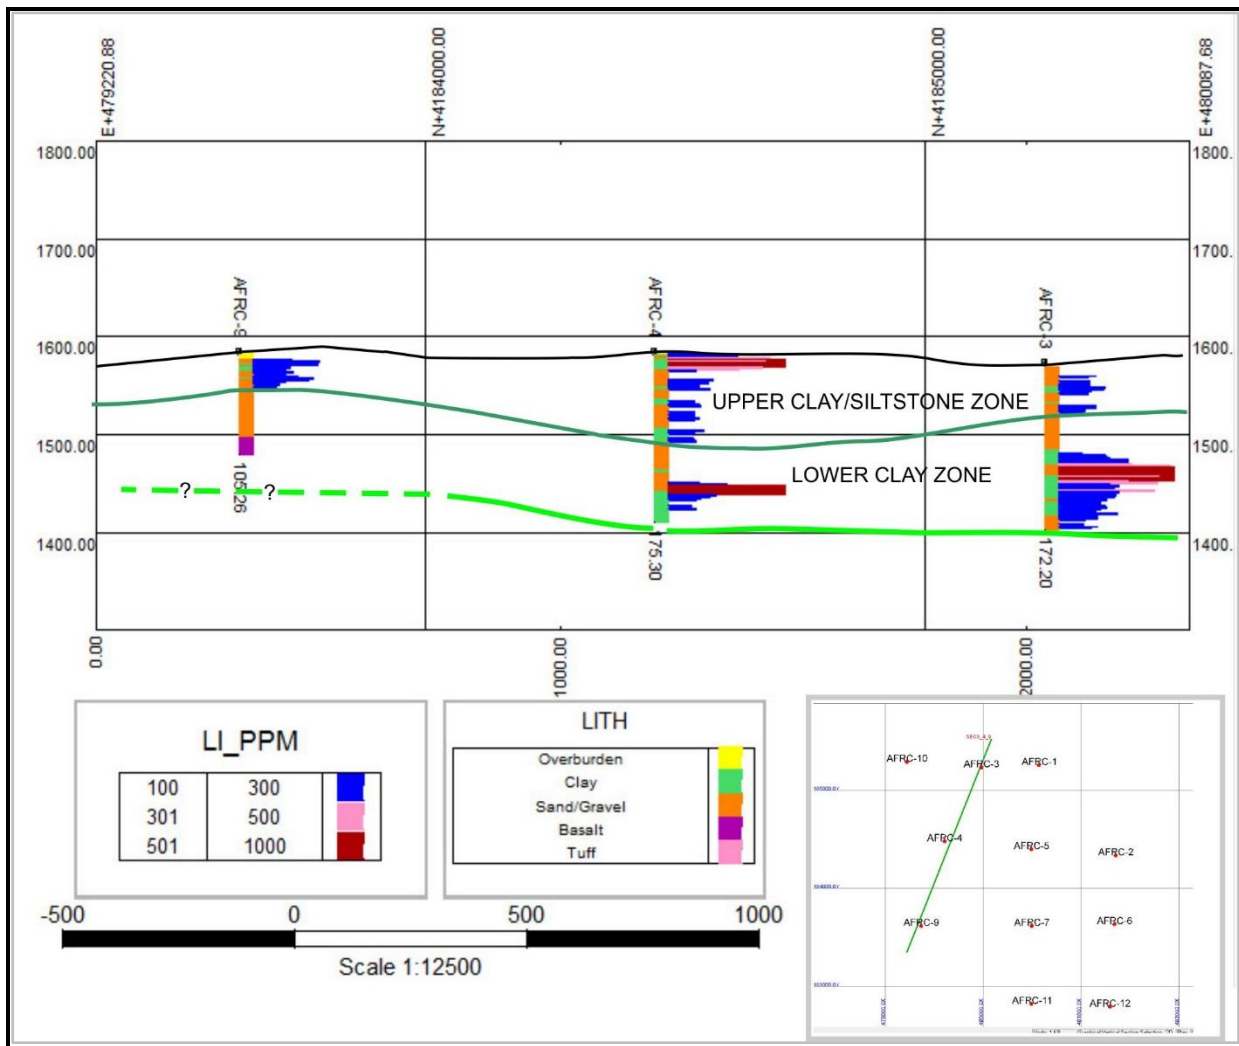 E+479220.88
N+4184000.00
N+4185000.00
E+480087.68
1800.00
1800.
1700.00
1700.
AFRC-9
AFRC-4
AFRC-3
1600.00
1600.
UPPER CLAY/SILTSTONE ZONE
1500.00
1500.
LOWER CLAY ZONE
? ?
105.26
1400.00
1400.
75.30
172.20
0.00
1000.00
2000.00
LI_PPM
100 300
301 500
501 1000
LITH
Overburden
Clay
Sand/Gravel
Basalt
Tuff
-500 0 500 1000
Scale 1:12500
AFRC-10
AFRC-3
AFRC-1
AFRC-4
AFRC-5
AFRC-2
AFRC-9
AFRC-7
AFRC-6
AFRC-11
AFRC-12